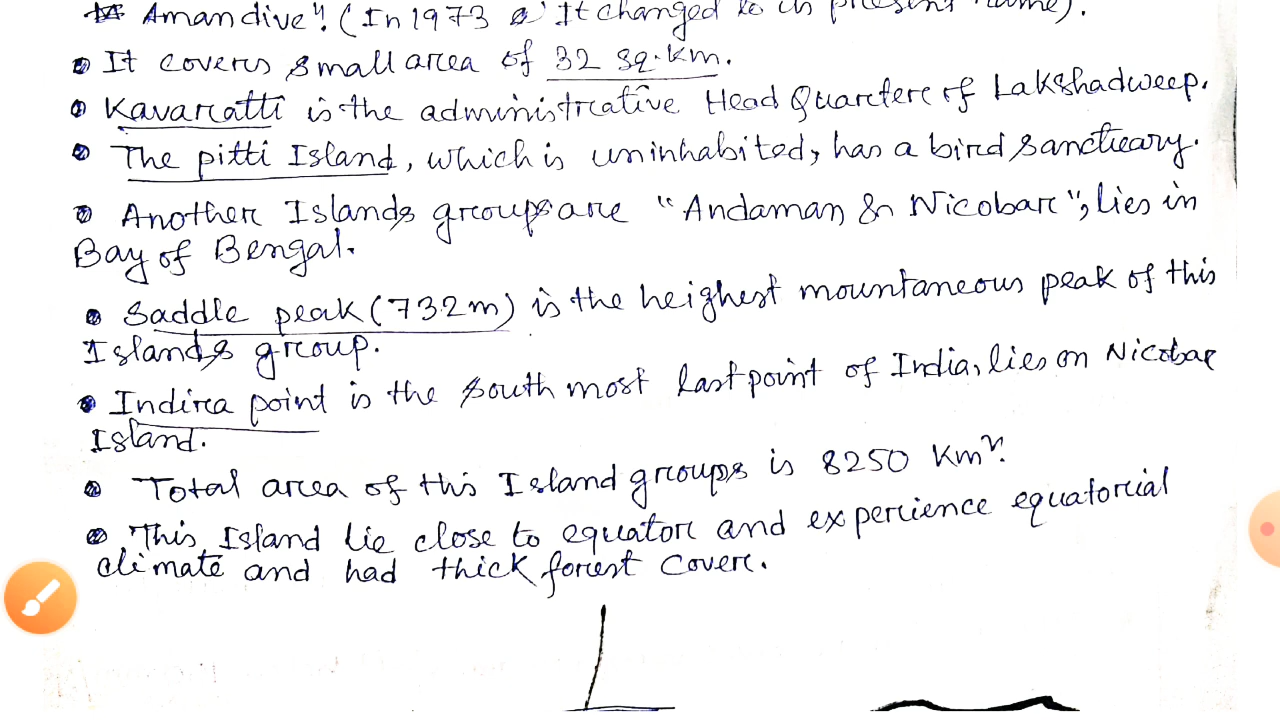 Amandive". (In 1973 It changed to its present name).
It covers small area of 32 sq.km.
Kavaratti is the administrative Head Quarters of Lakshadweep.
The pitti Island, which is uninhabited, has a bird sanctuary.
Another Islands groups are "Andaman & Nicobar", lies in
Bay of Bengal.
Saddle peak (732m) is the heighest mountaneous peak of this
Islands group.
Indira point is the south most last point of India, lies on Nicobar
Island.
Total area of this Island groups is 8250 Km².
This Island lie close to equator and experience equatorial
climate and had thick forest cover.